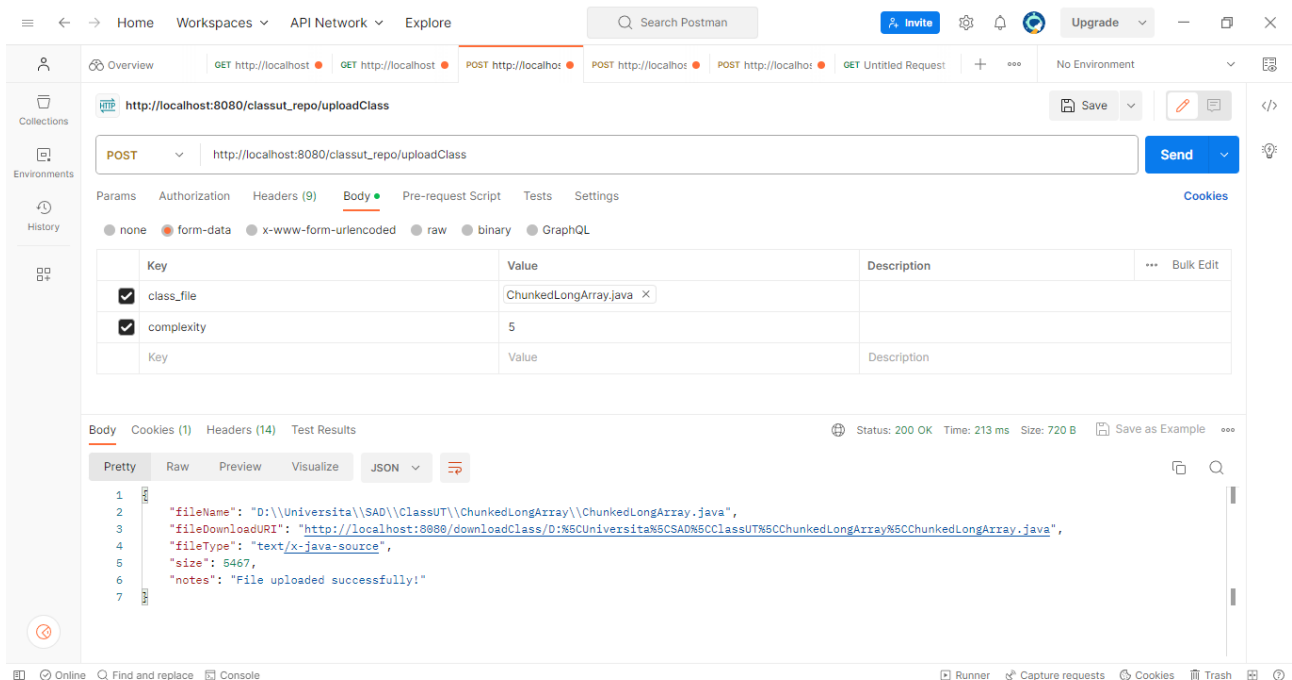 Home Workspaces API Network Explore Search Postman Invite Upgrade
Overview GET http://localhost GET http://localhost POST http://localhos POST http://localhos POST http://localhos GET Untitled Request No Environment
HTTP http://localhost:8080/classut_repo/uploadClass Save
Collections
POST http://localhost:8080/classut_repo/uploadClass Send
Environments
Params Authorization Headers (9) Body Pre-request Script Tests Settings Cookies
History
none form-data x-www-form-urlencoded raw binary GraphQL
Key Value Description Bulk Edit
class_file ChunkedLongArray.java
complexity 5
Key Value Description
Body Cookies (1) Headers (14) Test Results Status: 200 OK Time: 213 ms Size: 720 B Save as Example
Pretty Raw Preview Visualize JSON
1 {
2 "fileName": "D:\\Universita\\SAD\\ClassUT\\ChunkedLongArray\\ChunkedLongArray.java",
3 "fileDownloadURI": "http://localhost:8080/downloadClass/D:%5CUniversita%5CSAD%5CClassUT%5CChunkedLongArray%5CChunkedLongArray.java",
4 "fileType": "text/x-java-source",
5 "size": 5467,
6 "notes": "File uploaded successfully!"
7 }
Online Find and replace Console Runner Capture requests Cookies Trash